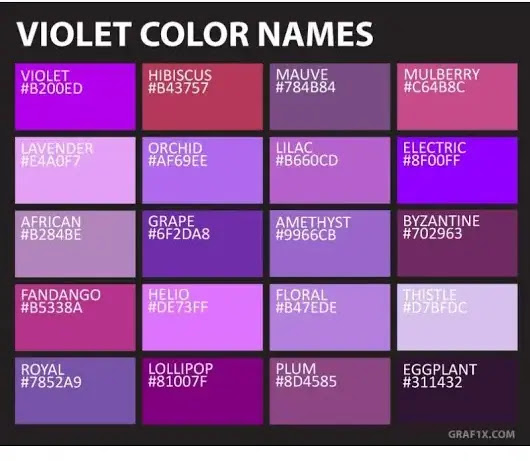 VIOLET COLOR NAMES
VIOLET
#B200ED
HIBISCUS
#B43757
MAUVE
#784B84
MULBERRY
#C64B8C
LAVENDER
#E4A0F7
ORCHID
#AF69EE
LILAC
#B660CD
ELECTRIC
#8F00FF
AFRICAN
#B284BE
GRAPE
#6F2DA8
AMETHYST
#9966CB
BYZANTINE
#702963
FANDANGO
#B5338A
HELIO
#DE73FF
FLORAL
#B47EDE
THISTLE
#D7BFDC
ROYAL
#7852A9
LOLLIPOP
#81007F
PLUM
#8D4585
EGGPLANT
#311432
GRAF1X.COM